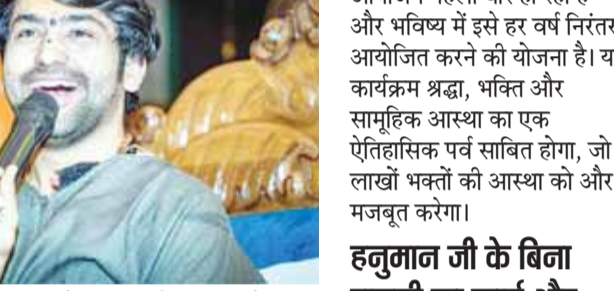 और भविष्य में इसे हर वर्ष निरंतर
आयोजित करने की योजना है।
कार्यक्रम श्रद्धा, भक्ति और
सामूहिक आस्था का एक
ऐतिहासिक पर्व साबित होगा, जो
लाखों भक्तों की आस्था को और
मजबूत करेगा।
हनुमान जी के बिना